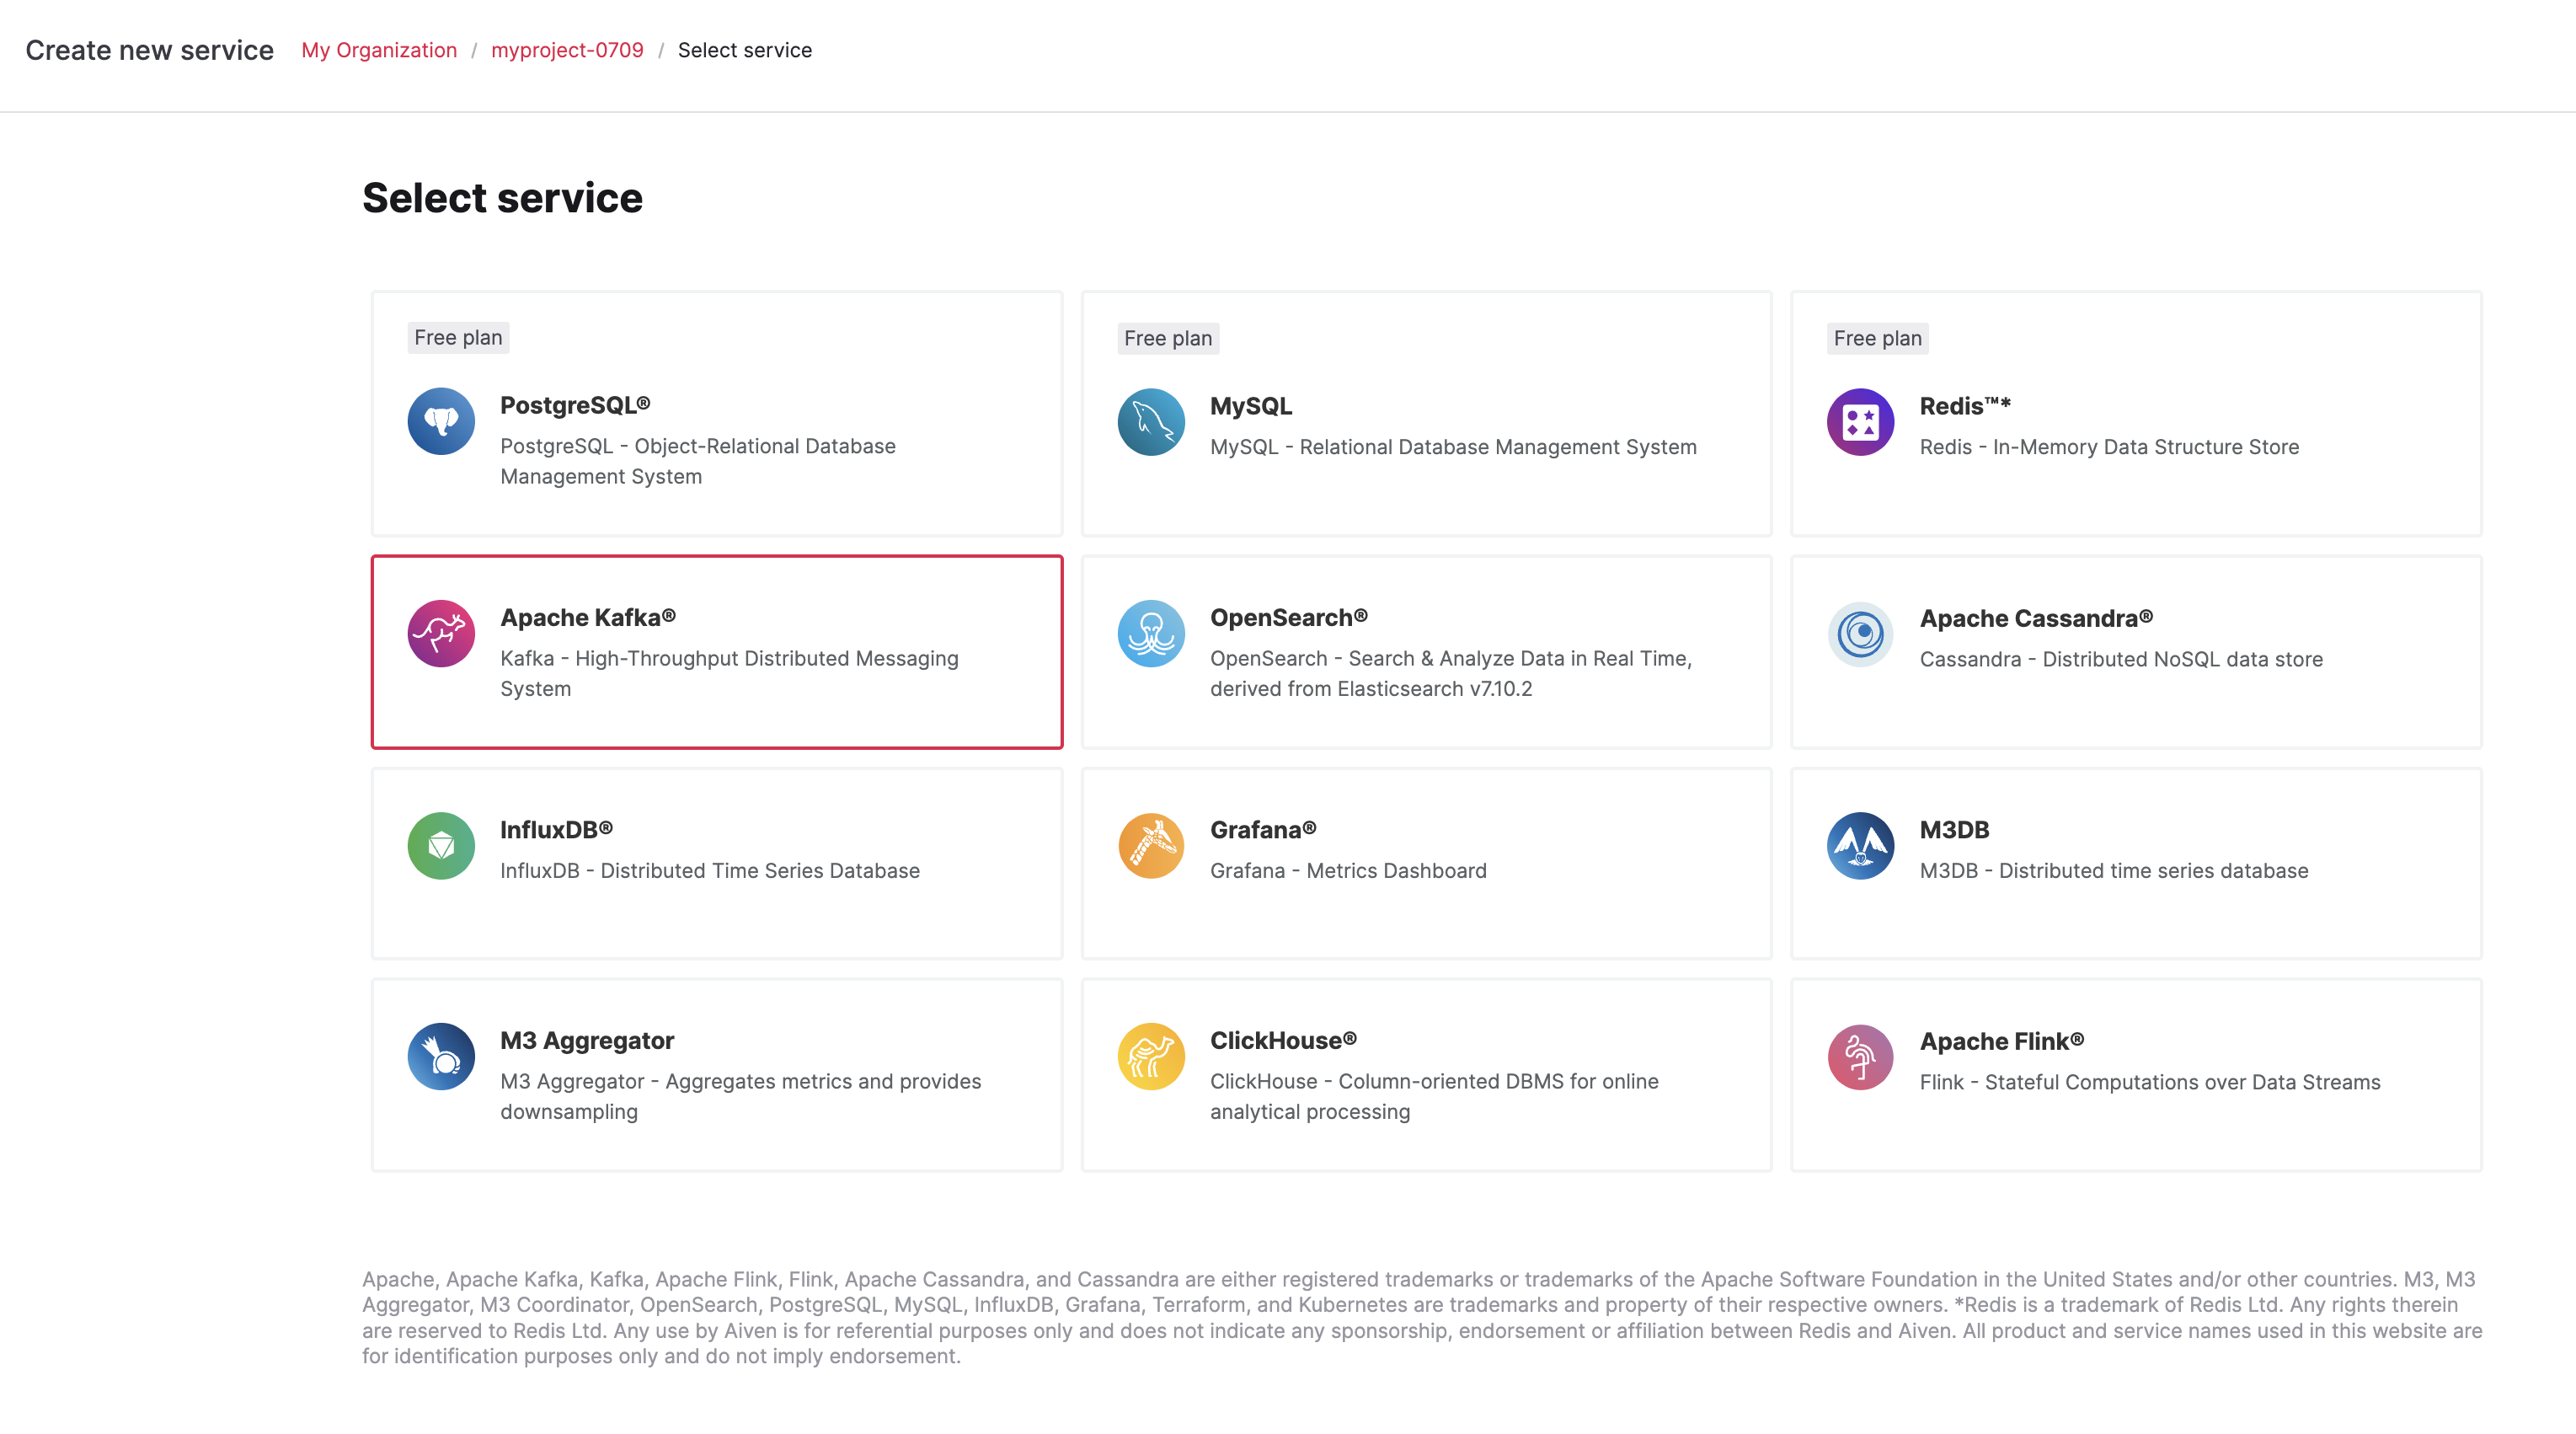 Create new service My Organization / myproject-0709 / Select service
Select service
Free plan
PostgreSQL®
PostgreSQL - Object-Relational Database
Management System
Free plan
MySQL
MySQL - Relational Database Management System
Free plan
Redis™*
Redis - In-Memory Data Structure Store
Apache Kafka®
Kafka - High-Throughput Distributed Messaging
System
OpenSearch®
OpenSearch - Search & Analyze Data in Real Time,
derived from Elasticsearch v7.10.2
Apache Cassandra®
Cassandra - Distributed NoSQL data store
InfluxDB®
InfluxDB - Distributed Time Series Database
Grafana®
Grafana - Metrics Dashboard
M3DB
M3DB - Distributed time series database
M3 Aggregator
M3 Aggregator - Aggregates metrics and provides
downsampling
ClickHouse®
ClickHouse - Column-oriented DBMS for online
analytical processing
Apache Flink®
Flink - Stateful Computations over Data Streams
Apache, Apache Kafka, Kafka, Apache Flink, Flink, Apache Cassandra, and Cassandra are either registered trademarks or trademarks of the Apache Software Foundation in the United States and/or other countries. M3, M3
Aggregator, M3 Coordinator, OpenSearch, PostgreSQL, MySQL, InfluxDB, Grafana, Terraform, and Kubernetes are trademarks and property of their respective owners. *Redis is a trademark of Redis Ltd. Any rights therein
are reserved to Redis Ltd. Any use by Aiven is for referential purposes only and does not indicate any sponsorship, endorsement or affiliation between Redis and Aiven. All product and service names used in this website are
for identification purposes only and do not imply endorsement.